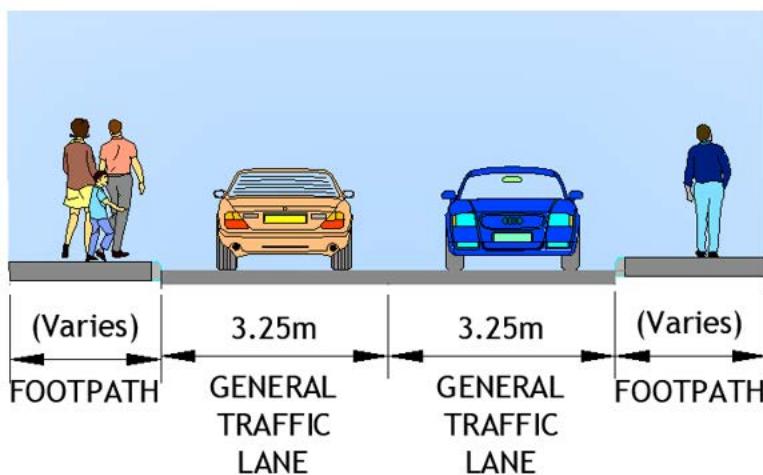 (Varies) 3.25m 3.25m (Varies)
FOOTPATH GENERAL GENERAL FOOTPATH
TRAFFIC TRAFFIC
LANE LANE